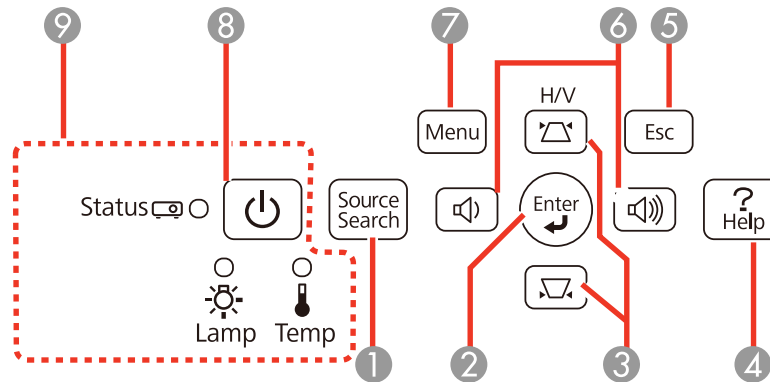 9
8
7
6
5
H/V
Menu
Esc
Status
Source
Search
Enter
?
Help
Lamp
Temp
1
2
3
4